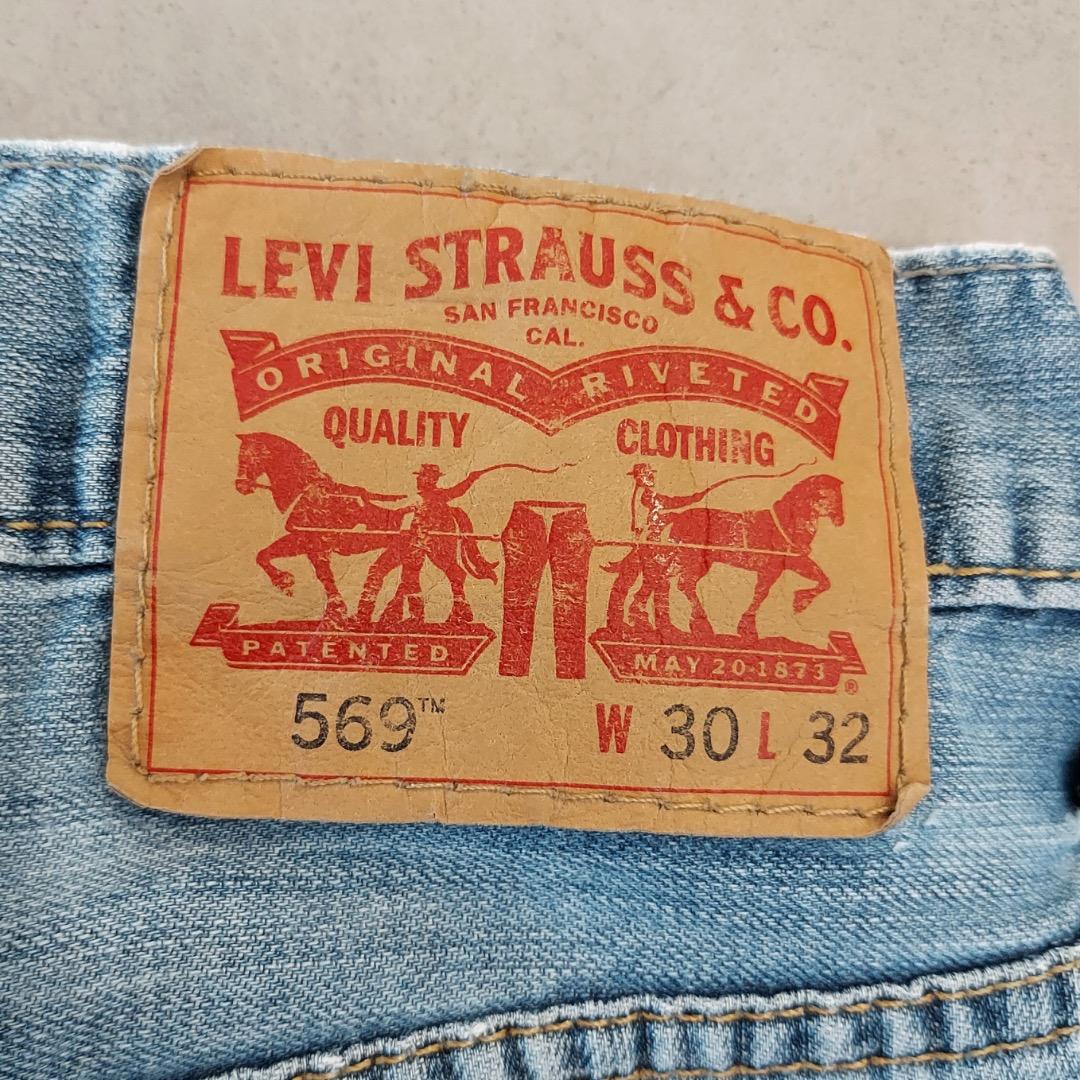 LEVI STRAUSS & CO.
SAN FRANCISCO
CAL.
ORIGINAL RIVETED
QUALITY CLOTHING
PATENTED MAY 20 1873 ®
569™ W 30 L 32